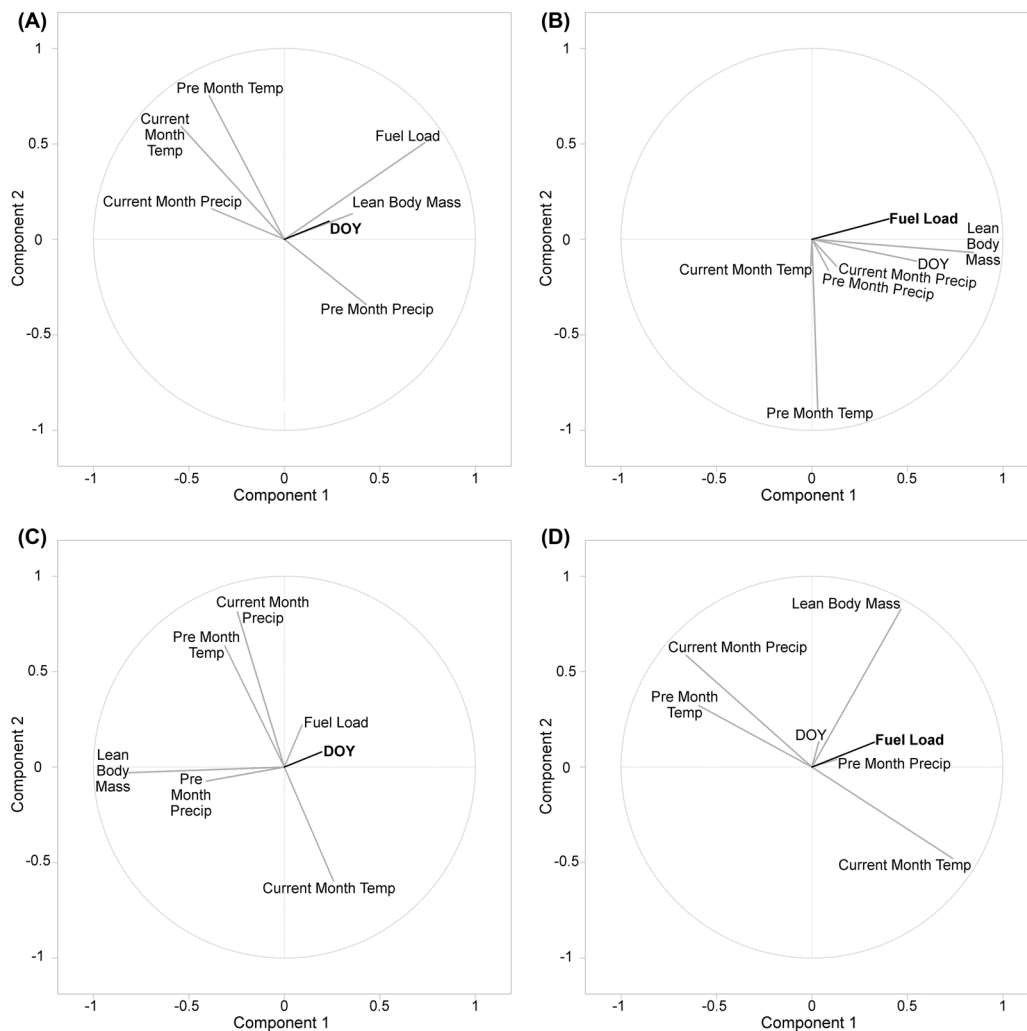 (A)
1
0.5
0
-0.5
-1
Component 2
Pre Month Temp
Current
Month
Temp
Fuel Load
Current Month Precip
Lean Body Mass
DOY
Pre Month Precip
-1
-0.5
0
0.5
1
Component 1
(B)
1
0.5
0
-0.5
-1
Component 2
Fuel Load
Lean
Body
Mass
DOY
Current Month Temp
Current Month Precip
Pre Month Precip
Pre Month Temp
-1
-0.5
0
0.5
1
Component 1
(C)
1
0.5
0
-0.5
-1
Component 2
Current Month
Precip
Pre Month
Temp
Fuel Load
DOY
Lean
Body
Mass
Pre
Month
Precip
Current Month Temp
-1
-0.5
0
0.5
1
Component 1
(D)
1
0.5
0
-0.5
-1
Component 2
Lean Body Mass
Current Month Precip
Pre Month
Temp
DOY
Fuel Load
Pre Month Precip
Current Month Temp
-1
-0.5
0
0.5
1
Component 1